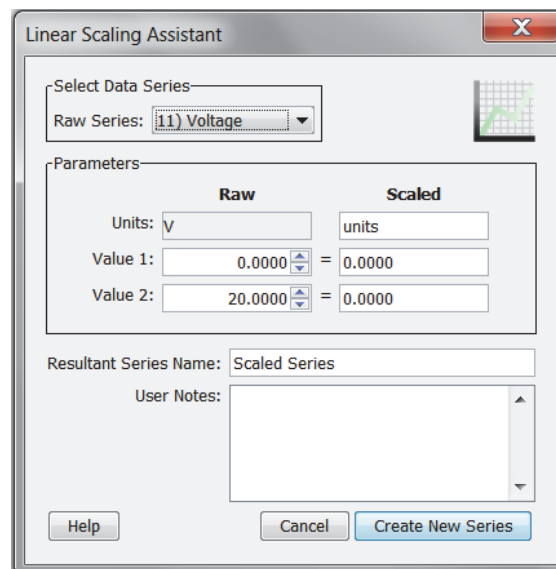 Linear Scaling Assistant
X
Select Data Series
Raw Series: 11) Voltage
Parameters
Raw Scaled
Units: V units
Value 1: 0.0000 = 0.0000
Value 2: 20.0000 = 0.0000
Resultant Series Name: Scaled Series
User Notes:
Help Cancel Create New Series